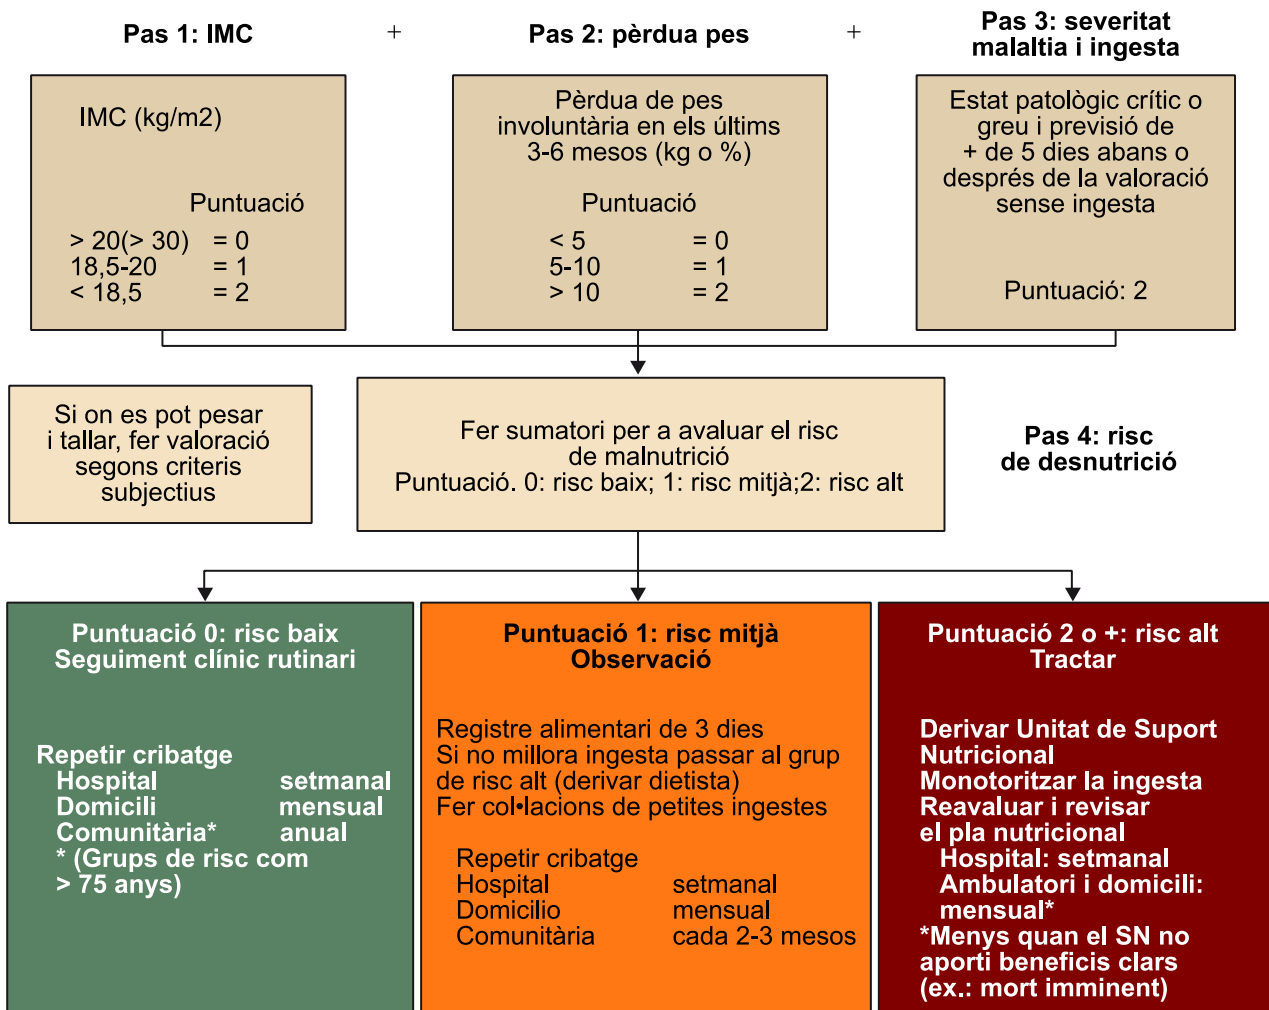 Pas 1: IMC
+
Pas 2: pèrdua pes
+
Pas 3: severitat
malaltia i ingesta
IMC (kg/m2)
Puntuació
> 20(> 30) = 0
18,5-20 = 1
< 18,5 = 2
Pèrdua de pes
involuntària en els últims
3-6 mesos (kg o %)
Puntuació
< 5 = 0
5-10 = 1
> 10 = 2
Estat patològic crític o
greu i previsió de
+ de 5 dies abans o
després de la valoració
sense ingesta
Puntuació: 2
Si on es pot pesar
i tallar, fer valoració
segons criteris
subjectius
Fer sumatori per a avaluar el risc
de malnutrició
Puntuació. 0: risc baix; 1: risc mitjà;2: risc alt
Pas 4: risc
de desnutrició
Puntuació 0: risc baix
Seguiment clínic rutinari
Repetir cribatge
Hospital setmanal
Domicili mensual
Comunitària* anual
* (Grups de risc com
> 75 anys)
Puntuació 1: risc mitjà
Observació
Registre alimentari de 3 dies
Si no millora ingesta passar al grup
de risc alt (derivar dietista)
Fer col•lacions de petites ingestes
Repetir cribatge
Hospital setmanal
Domicilio mensual
Comunitària cada 2-3 mesos
Puntuació 2 o +: risc alt
Tractar
Derivar Unitat de Suport
Nutricional
Monotoritzar la ingesta
Reavaluar i revisar
el pla nutricional
Hospital: setmanal
Ambulatori i domicili:
mensual*
*Menys quan el SN no
aporti beneficis clars
(ex.: mort imminent)